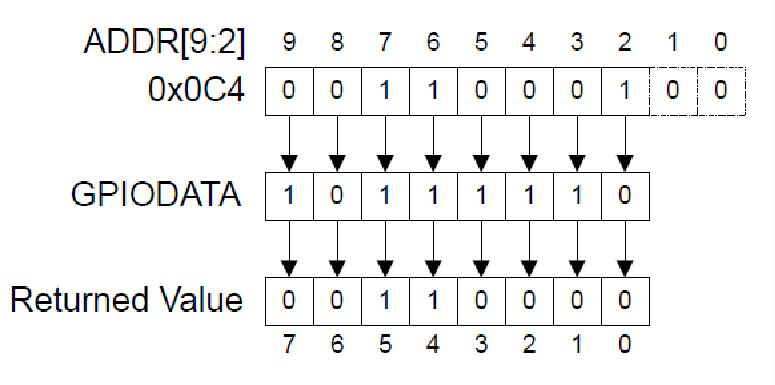 ADDR[9:2] 9 8 7 6 5 4 3 2 1 0
0x0C4 0 0 1 1 0 0 0 1 0 0
GPIODATA 1 0 1 1 1 1 1 0
Returned Value 0 0 1 1 0 0 0 0
7 6 5 4 3 2 1 0